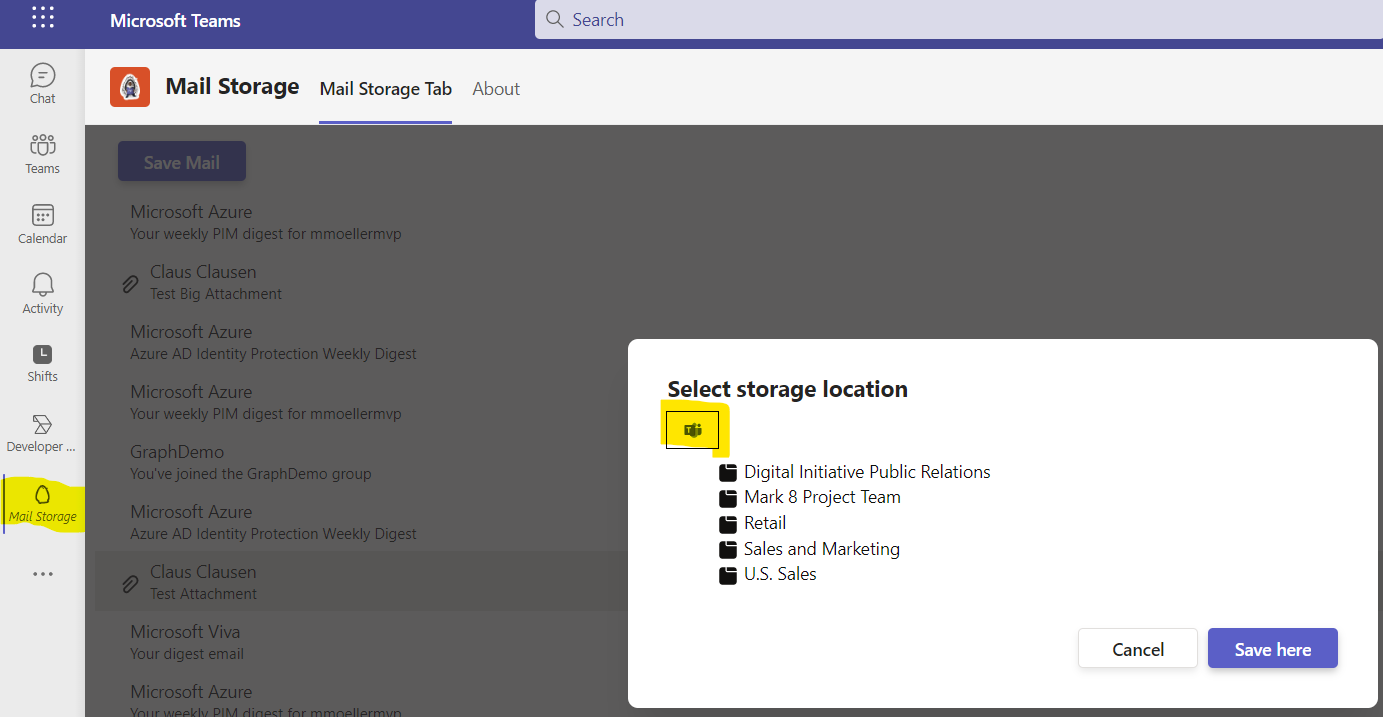 Microsoft Teams
Search
Chat
Teams
Calendar
Activity
Shifts
Developer ...
Mail Storage
Mail Storage
Mail Storage Tab
About
Save Mail
Microsoft Azure
Your weekly PIM digest for mmoellermvp
Claus Clausen
Test Big Attachment
Microsoft Azure
Azure AD Identity Protection Weekly Digest
Microsoft Azure
Your weekly PIM digest for mmoellermvp
GraphDemo
You've joined the GraphDemo group
Microsoft Azure
Azure AD Identity Protection Weekly Digest
Claus Clausen
Test Attachment
Microsoft Viva
Your digest email
Microsoft Azure
Your weekly PIM digest for mmoellermvp
Select storage location
Digital Initiative Public Relations
Mark 8 Project Team
Retail
Sales and Marketing
U.S. Sales
Cancel
Save here